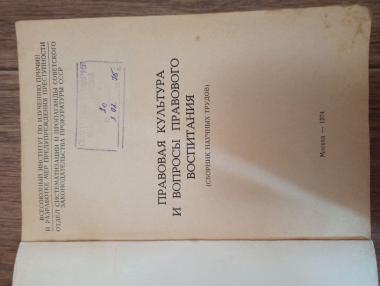 ВСЕСОЮЗНЫЙ ИНСТИТУТ ПО ИЗУЧЕНИЮ ПРИЧИН
И РАЗРАБОТКЕ МЕР ПРЕДУПРЕЖДЕНИЯ ПРЕСТУПНОСТИ
ОТДЕЛ СИСТЕМАТИЗАЦИИ И ПРОПАГАНДЫ СОВЕТСКОГО
ЗАКОНОДАТЕЛЬСТВА ПРОКУРАТУРЫ СССР
ПРАВОВАЯ КУЛЬТУРА
И ВОПРОСЫ ПРАВОВОГО
ВОСПИТАНИЯ
(СБОРНИК НАУЧНЫХ ТРУДОВ)
Москва — 1974